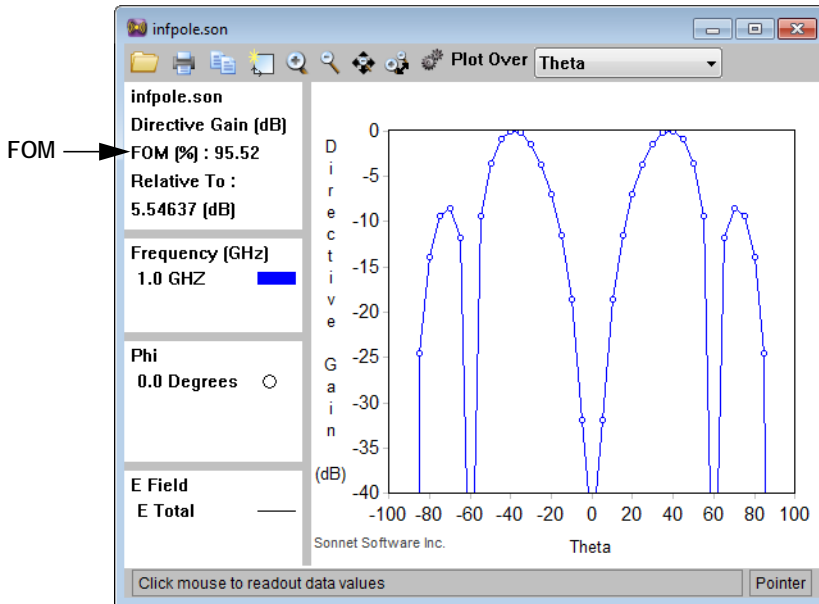 infpole.son
Plot Over Theta
infpole.son
Directive Gain (dB)
FOM
FOM (%) : 95.52
Relative To :
5.54637 (dB)
Frequency (GHz)
1.0 GHZ
Phi
0.0 Degrees
E Field
E Total
Directive Gain
(dB)
0
-5
-10
-15
-20
-25
-30
-35
-40
-100 -80 -60 -40 -20 0 20 40 60 80 100
Sonnet Software Inc.
Theta
Click mouse to readout data values
Pointer